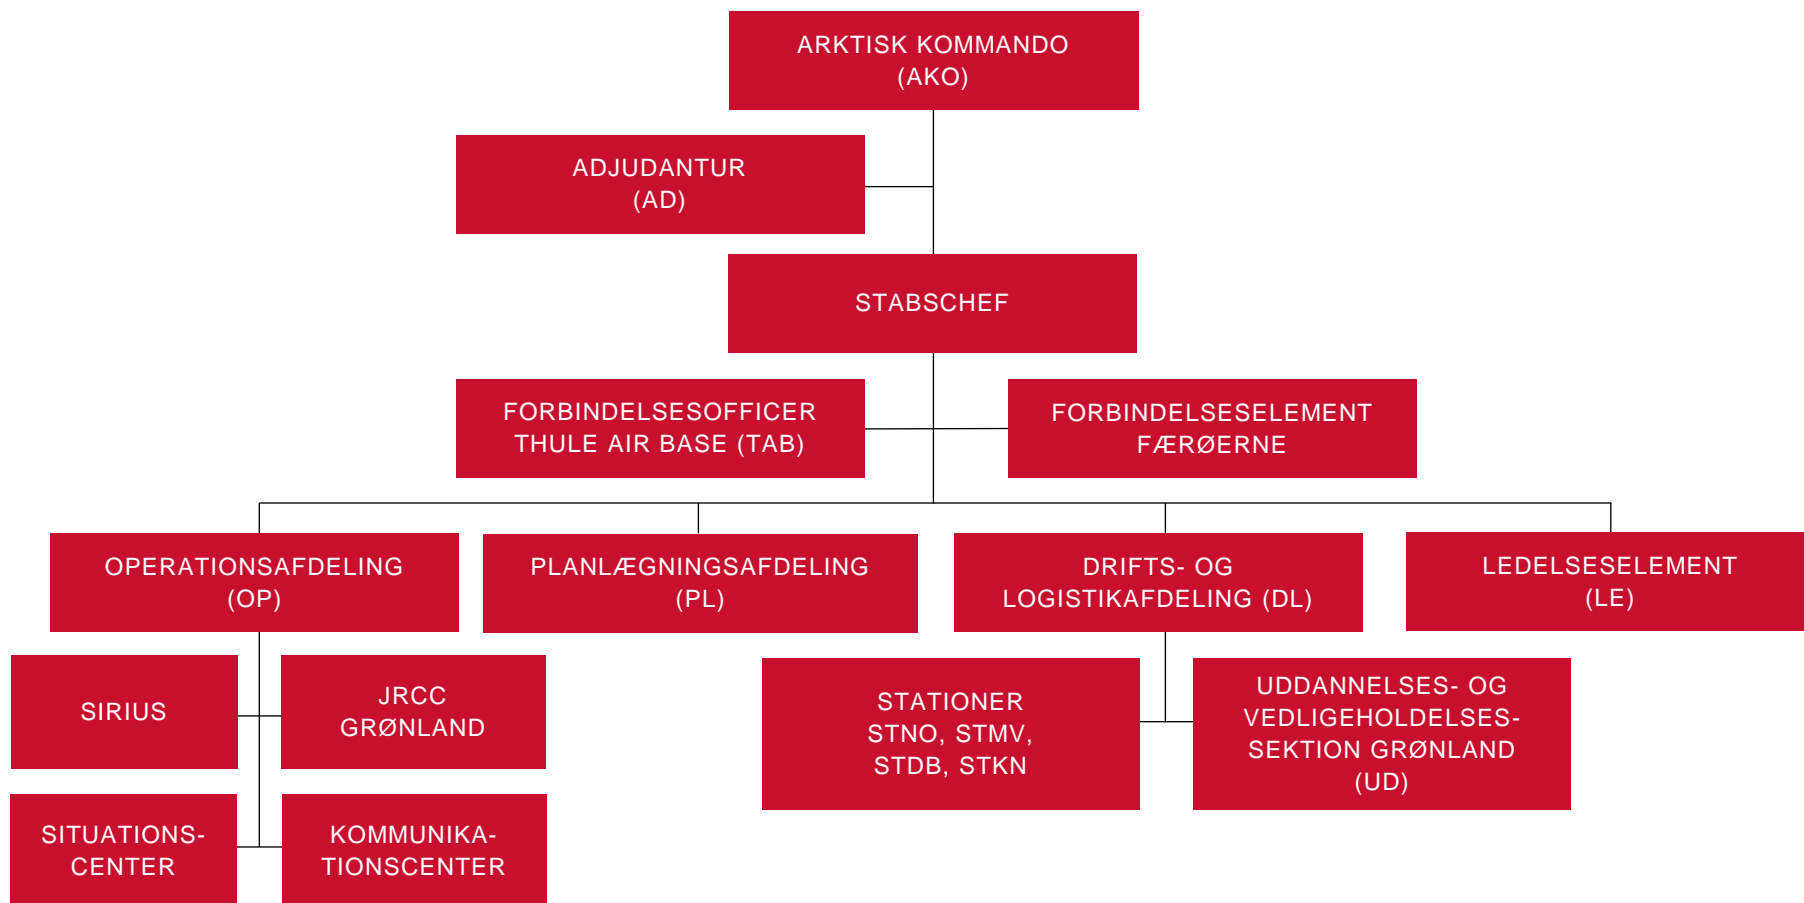 ARKTISK KOMMANDO
(AKO)
ADJUDANTUR
(AD)
STABSCHEF
FORBINDELSESOFFICER
THULE AIR BASE (TAB)
FORBINDELSESELEMENT
FÆRØERNE
OPERATIONSAFDELING
(OP)
PLANLÆGNINGSAFDELING
(PL)
DRIFTS- OG
LOGISTIKAFDELING (DL)
LEDELSESELEMENT
(LE)
SIRIUS
JRCC
GRØNLAND
STATIONER
STNO, STMV,
STDB, STKN
UDDANNELSES- OG
VEDLIGEHOLDELSES-
SEKTION GRØNLAND
(UD)
SITUATIONS-
CENTER
KOMMUNIKA-
TIONSCENTER